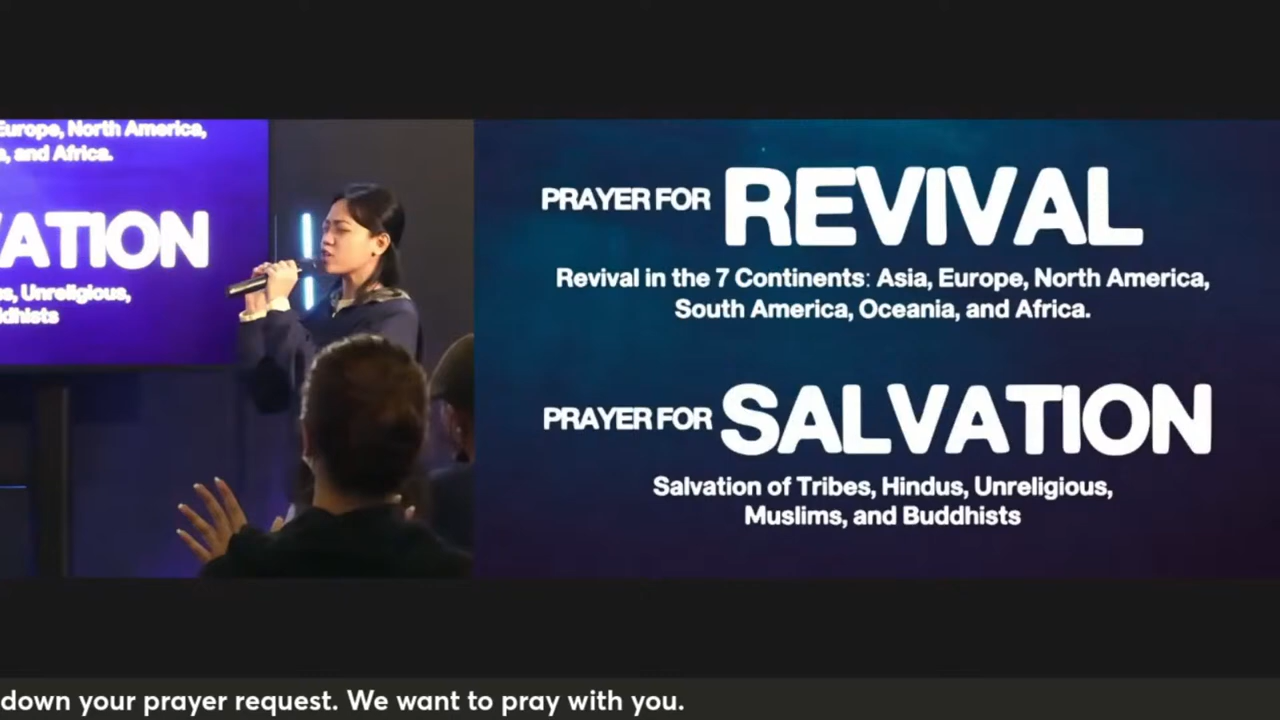 Europe, North America,
, and Africa.
ATION
s, Unreligious,
dhists
PRAYER FOR REVIVAL
Revival in the 7 Continents: Asia, Europe, North America,
South America, Oceania, and Africa.
PRAYER FOR SALVATION
Salvation of Tribes, Hindus, Unreligious,
Muslims, and Buddhists
down your prayer request. We want to pray with you.